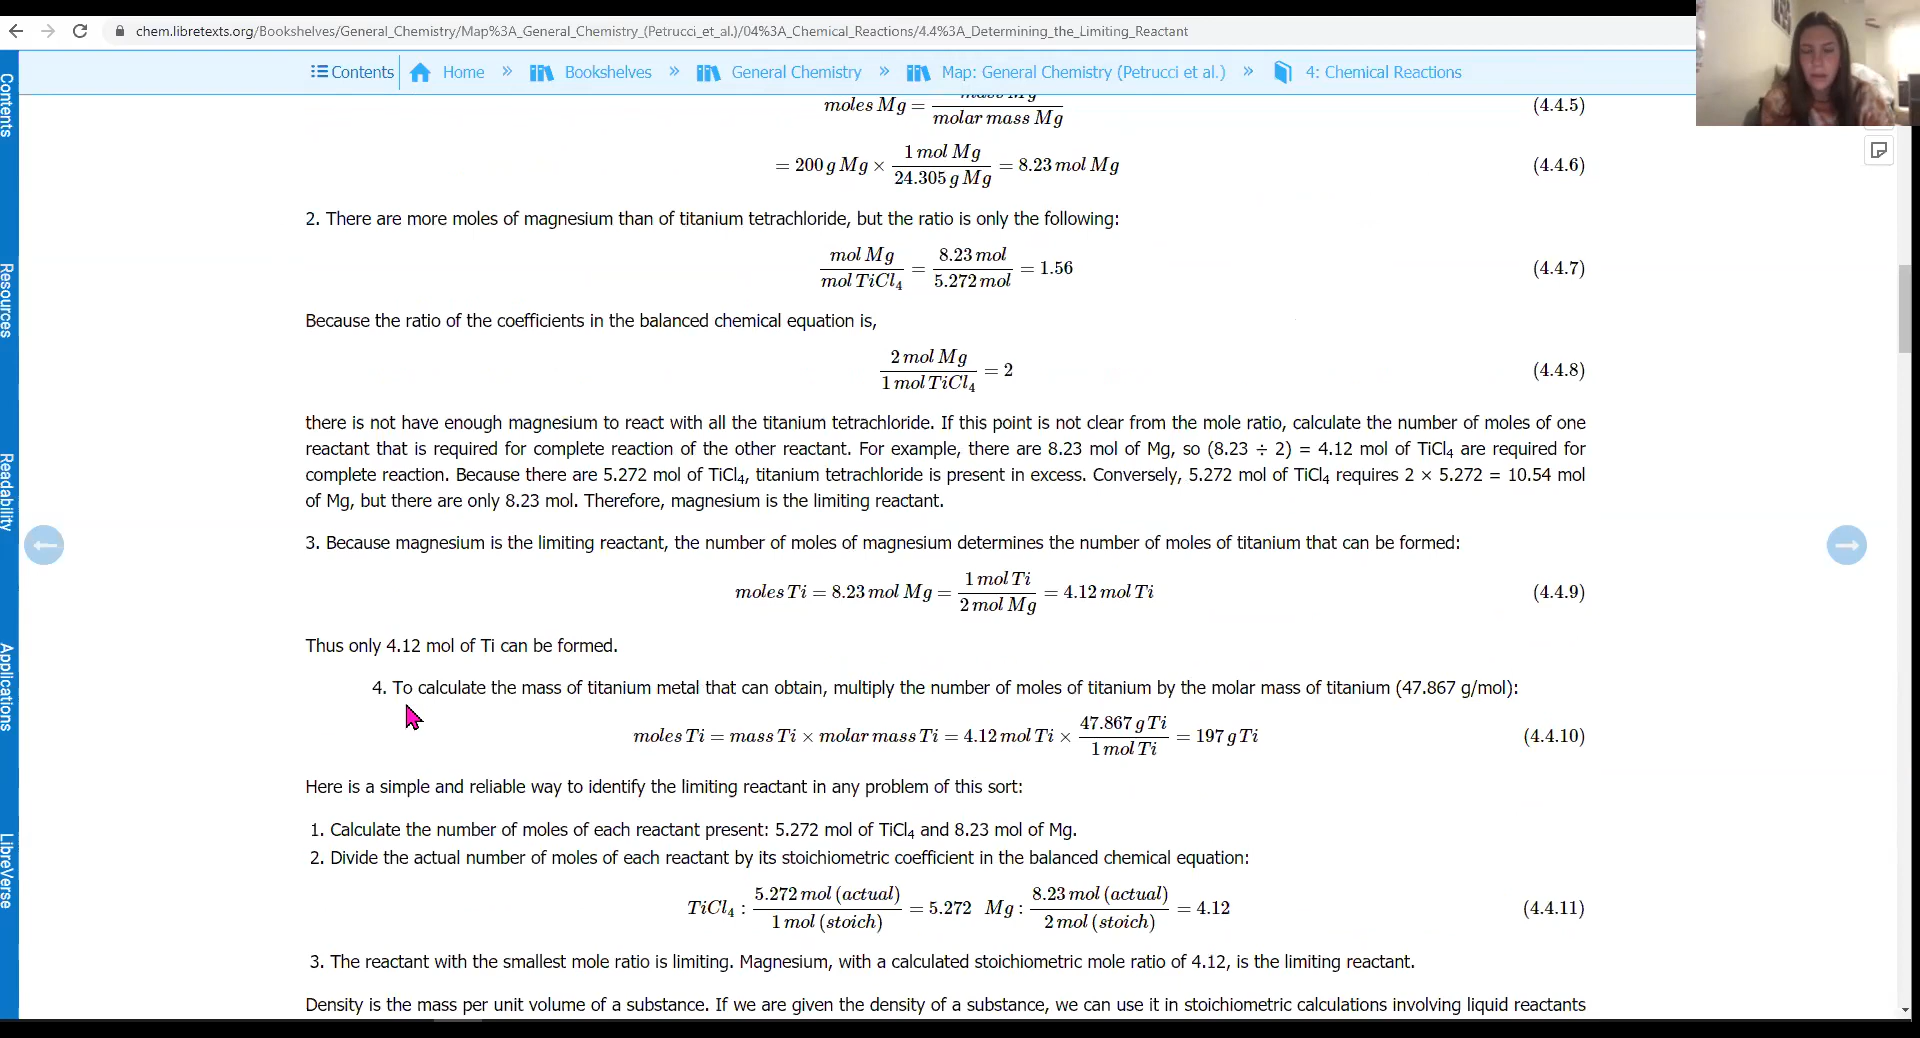 chem.libretexts.org/Bookshelves/General_Chemistry/Map%3A_General_Chemistry_(Petrucci_et_al.)/04%3A_Chemical_Reactions/4.4%3A_Determining_the_Limiting_Reactant
Contents Home » Bookshelves » General Chemistry » Map: General Chemistry (Petrucci et al.) » 4: Chemical Reactions
Contents
Resources
Readability
Applications
LibreVerse
moles Mg = mass Mg / molar mass Mg (4.4.5)
= 200 g Mg × 1 mol Mg / 24.305 g Mg = 8.23 mol Mg (4.4.6)
2. There are more moles of magnesium than of titanium tetrachloride, but the ratio is only the following:
mol Mg / mol TiCl₄ = 8.23 mol / 5.272 mol = 1.56 (4.4.7)
Because the ratio of the coefficients in the balanced chemical equation is,
2 mol Mg / 1 mol TiCl₄ = 2 (4.4.8)
there is not have enough magnesium to react with all the titanium tetrachloride. If this point is not clear from the mole ratio, calculate the number of moles of one
reactant that is required for complete reaction of the other reactant. For example, there are 8.23 mol of Mg, so (8.23 ÷ 2) = 4.12 mol of TiCl₄ are required for
complete reaction. Because there are 5.272 mol of TiCl₄, titanium tetrachloride is present in excess. Conversely, 5.272 mol of TiCl₄ requires 2 × 5.272 = 10.54 mol
of Mg, but there are only 8.23 mol. Therefore, magnesium is the limiting reactant.
3. Because magnesium is the limiting reactant, the number of moles of magnesium determines the number of moles of titanium that can be formed:
moles Ti = 8.23 mol Mg = 1 mol Ti / 2 mol Mg = 4.12 mol Ti (4.4.9)
Thus only 4.12 mol of Ti can be formed.
4. To calculate the mass of titanium metal that can obtain, multiply the number of moles of titanium by the molar mass of titanium (47.867 g/mol):
moles Ti = mass Ti × molar mass Ti = 4.12 mol Ti × 47.867 g Ti / 1 mol Ti = 197 g Ti (4.4.10)
Here is a simple and reliable way to identify the limiting reactant in any problem of this sort:
1. Calculate the number of moles of each reactant present: 5.272 mol of TiCl₄ and 8.23 mol of Mg.
2. Divide the actual number of moles of each reactant by its stoichiometric coefficient in the balanced chemical equation:
TiCl₄ : 5.272 mol (actual) / 1 mol (stoich) = 5.272 Mg : 8.23 mol (actual) / 2 mol (stoich) = 4.12 (4.4.11)
3. The reactant with the smallest mole ratio is limiting. Magnesium, with a calculated stoichiometric mole ratio of 4.12, is the limiting reactant.
Density is the mass per unit volume of a substance. If we are given the density of a substance, we can use it in stoichiometric calculations involving liquid reactants